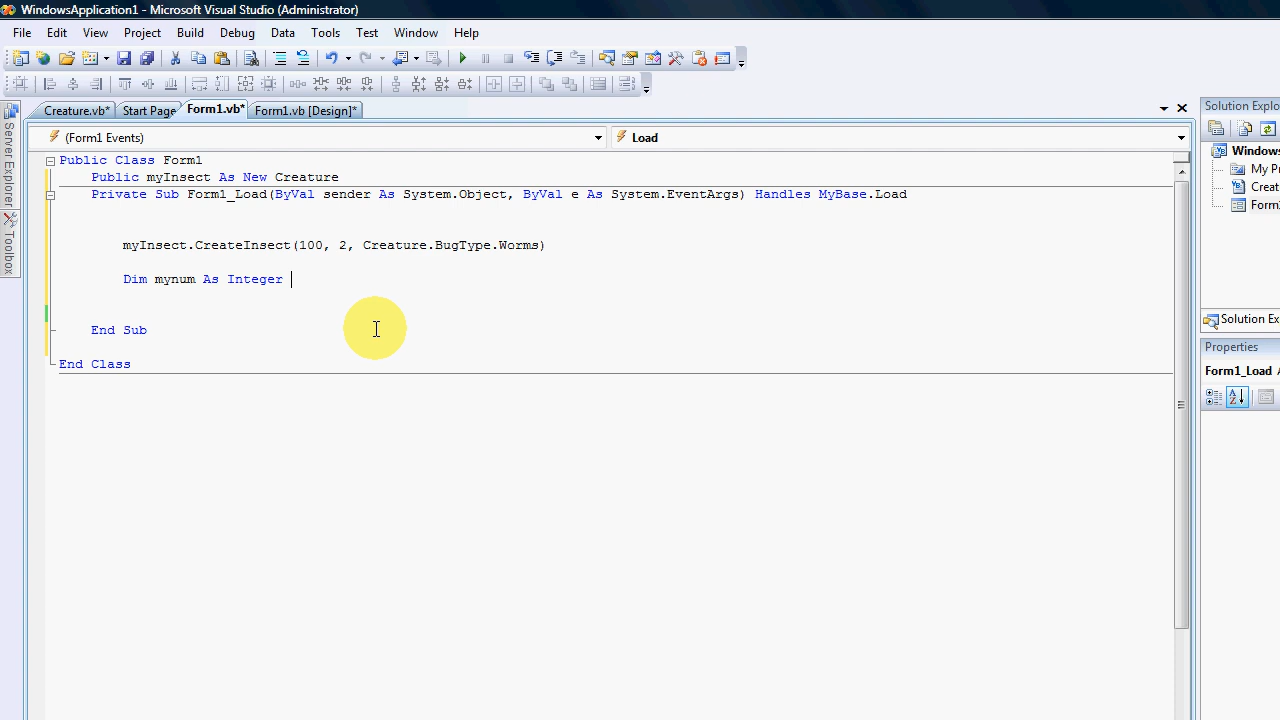 WindowsApplication1 - Microsoft Visual Studio (Administrator)
File Edit View Project Build Debug Data Tools Test Window Help
Creature.vb* Start Page Form1.vb* Form1.vb [Design]*
Solution Explo
(Form1 Events) Load
Server Explorer
Toolbox
Public Class Form1
Public myInsect As New Creature
Private Sub Form1_Load(ByVal sender As System.Object, ByVal e As System.EventArgs) Handles MyBase.Load
myInsect.CreateInsect(100, 2, Creature.BugType.Worms)
Dim mynum As Integer
End Sub
End Class
Windows
My Pr
Creat
Form
Solution Ex
Properties
Form1_Load A